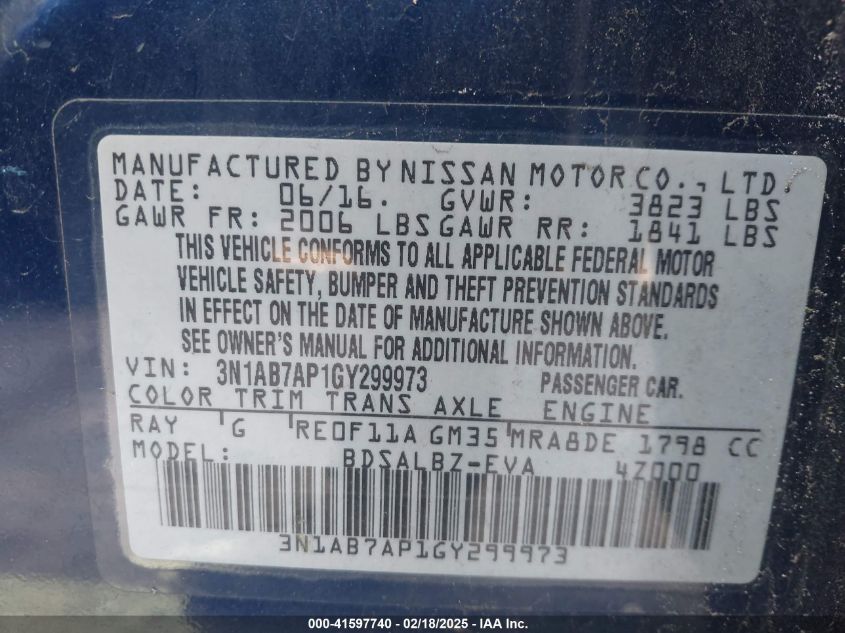 MANUFACTURED BY NISSAN MOTOR CO., LTD.
DATE: 06/16. GVWR: 3823 LBS
GAWR FR: 2006 LBS GAWR RR: 1841 LBS
THIS VEHICLE CONFORMS TO ALL APPLICABLE FEDERAL MOTOR
VEHICLE SAFETY, BUMPER AND THEFT PREVENTION STANDARDS
IN EFFECT ON THE DATE OF MANUFACTURE SHOWN ABOVE.
SEE OWNER'S MANUAL FOR ADDITIONAL INFORMATION.
VIN: 3N1AB7AP1GY299973 PASSENGER CAR.
COLOR TRIM TRANS AXLE ENGINE
RAY G RE0F11A GM35 MRA8DE 1798 CC
MODEL: BDSALBZ-EVA 4Z000
3N1AB7AP1GY299973
000-41597740 - 02/18/2025 - © IAA Inc.